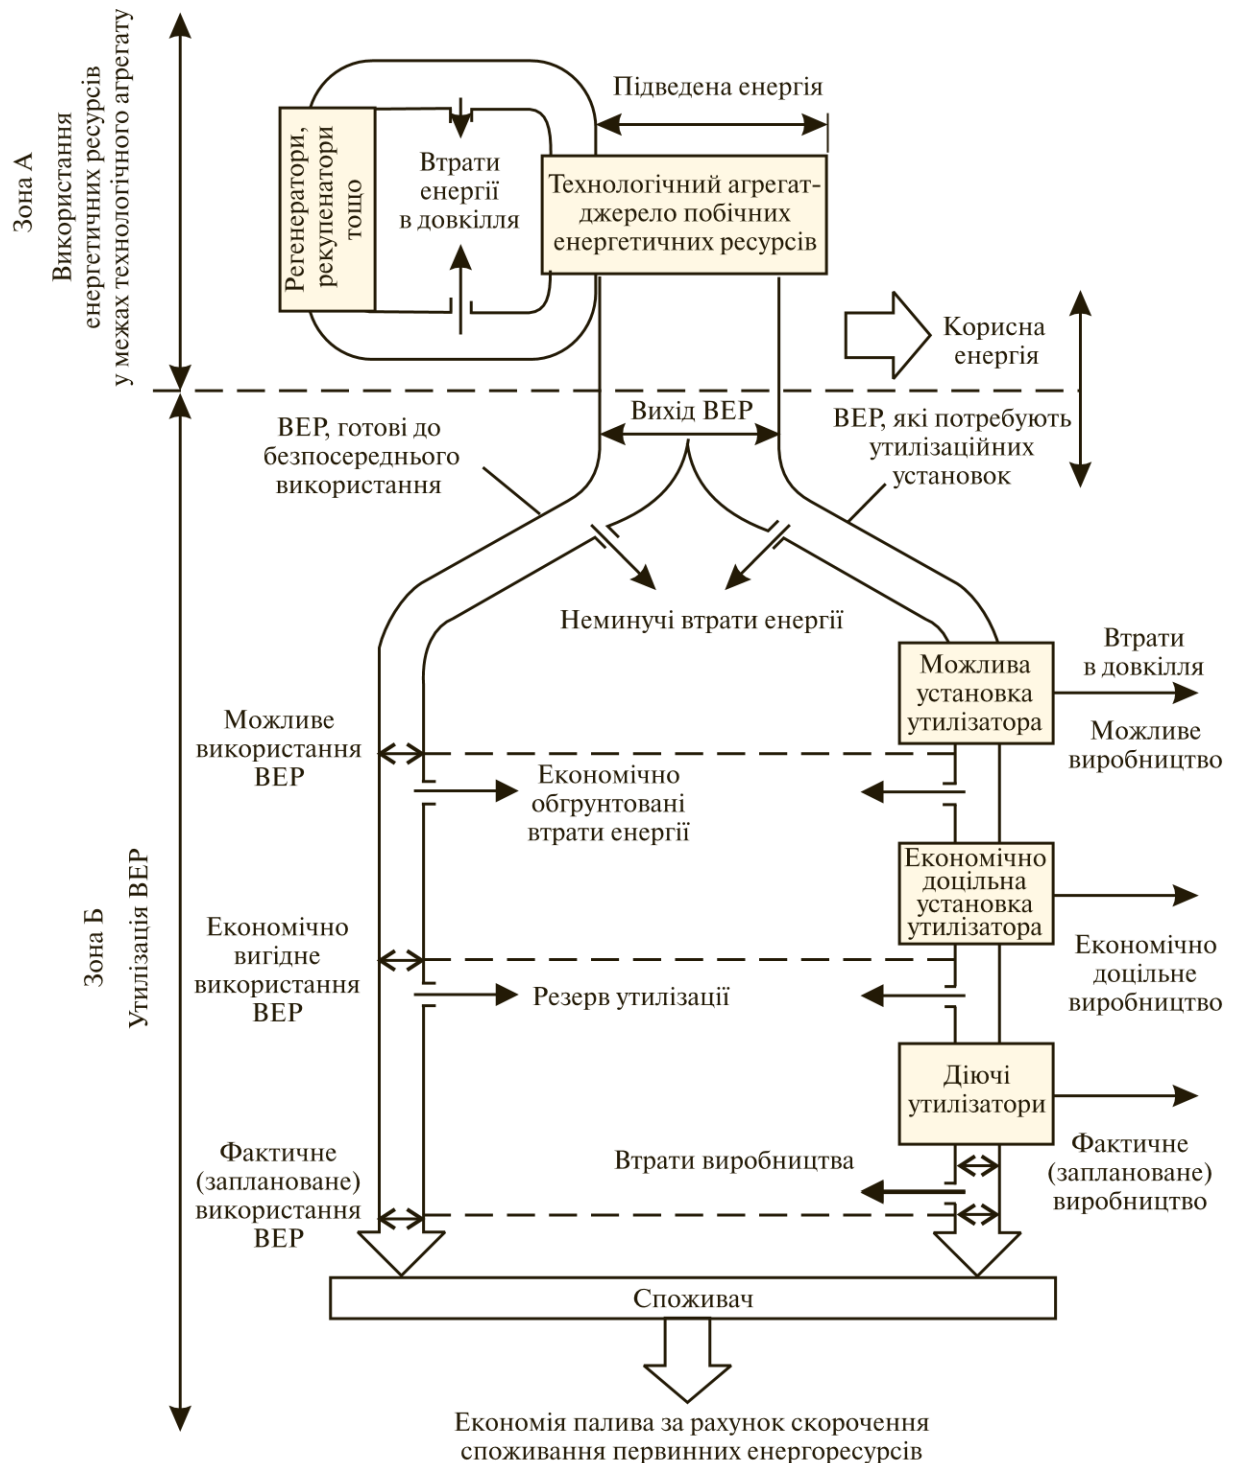 Зона А
Використання
енергетичних ресурсів
у межах технологічного агрегату
Регенератори,
рекупенатори
тощо
Втрати
енергії
в довкілля
Підведена енергія
Технологічний агрегат-
джерело побічних
енергетичних ресурсів
Корисна
енергія
Зона Б
Утилізація ВЕР
ВЕР, готові до
безпосереднього
використання
Вихід ВЕР
ВЕР, які потребують
утилізаційних
установок
Неминучі втрати енергії
Можлива
установка
утилізатора
Втрати
в довкілля
Можливе
виробництво
Можливе
використання
ВЕР
Економічно
обгрунтовані
втрати енергії
Економічно
доцільна
установка
утилізатора
Економічно
доцільне
виробництво
Економічно
вигідне
використання
ВЕР
Резерв утилізації
Діючі
утилізатори
Фактичне
(заплановане)
виробництво
Втрати виробництва
Фактичне
(заплановане)
використання
ВЕР
Споживач
Економія палива за рахунок скорочення
споживання первинних енергоресурсів